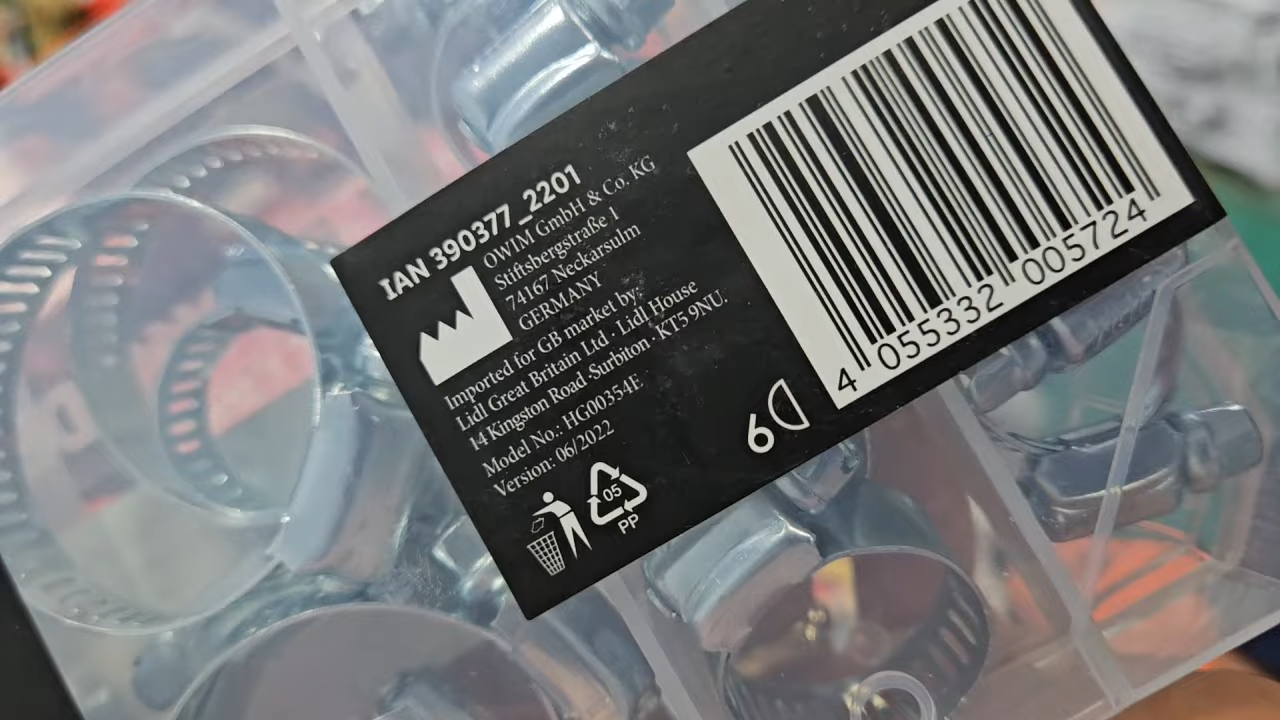 IAN 390377_2201
OWIM GmbH & Co. KG
Stiftsbergstraße 1
74167 Neckarsulm
GERMANY
Imported for GB market by:
Lidl Great Britain Ltd · Lidl House
14 Kingston Road · Surbiton · KT5 9NU.
Model No.: HG00354E
Version: 06/2022
05
PP
6
4 055332 005724